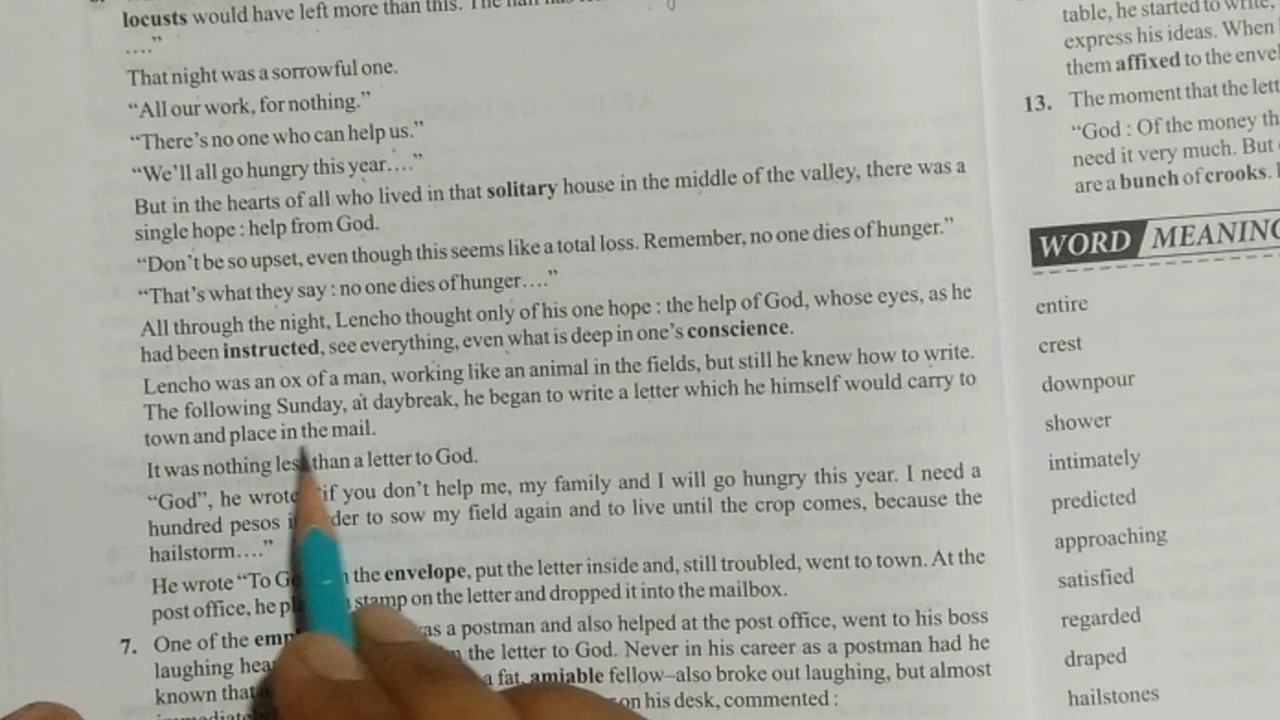 locusts would have left more than this. The hail has
...."
That night was a sorrowful one.
"All our work, for nothing."
"There's no one who can help us."
"We'll all go hungry this year...."
But in the hearts of all who lived in that solitary house in the middle of the valley, there was a
single hope : help from God.
"Don't be so upset, even though this seems like a total loss. Remember, no one dies of hunger."
"That's what they say : no one dies of hunger...."
All through the night, Lencho thought only of his one hope : the help of God, whose eyes, as he
had been instructed, see everything, even what is deep in one's conscience.
Lencho was an ox of a man, working like an animal in the fields, but still he knew how to write.
The following Sunday, at daybreak, he began to write a letter which he himself would carry to
town and place in the mail.
It was nothing less than a letter to God.
"God", he wrote "if you don't help me, my family and I will go hungry this year. I need a
hundred pesos in order to sow my field again and to live until the crop comes, because the
hailstorm...."
He wrote "To the envelope, put the letter inside and, still troubled, went to town. At the
post office, he stamp on the letter and dropped it into the mailbox.
7. One of the was a postman and also helped at the post office, went to his boss
laughing the letter to God. Never in his career as a postman had he
known that a fat, amiable fellow–also broke out laughing, but almost
on his desk, commented :
table, he started to write,
express his ideas. When
them affixed to the
13. The moment that the
"God : Of the money
need it very much. But
are a bunch of crooks.
WORD MEANING
entire
crest
downpour
shower
intimately
predicted
approaching
satisfied
regarded
draped
hailstones